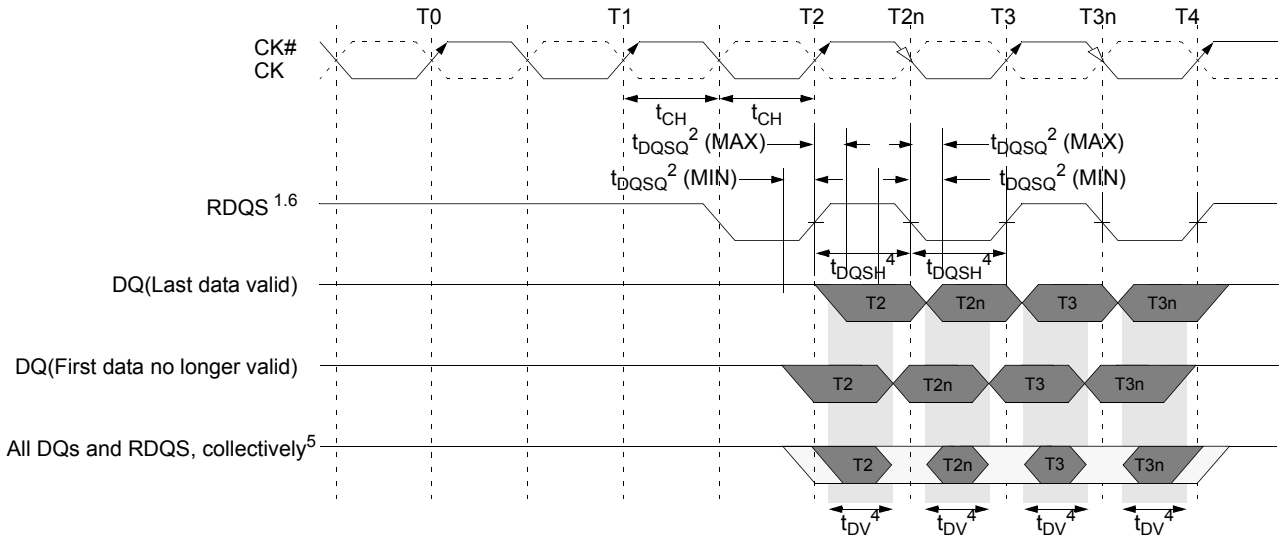 T0 T1 T2 T2n T3 T3n T4
CK#
CK
tCH tCH
tDQSQ² (MAX) tDQSQ² (MAX)
tDQSQ² (MIN) tDQSQ² (MIN)
RDQS 1.6
tDQSH⁴ tDQSH⁴
DQ(Last data valid)
T2 T2n T3 T3n
DQ(First data no longer valid)
T2 T2n T3 T3n
All DQs and RDQS, collectively⁵
T2 T2n T3 T3n
tDV⁴ tDV⁴ tDV⁴ tDV⁴